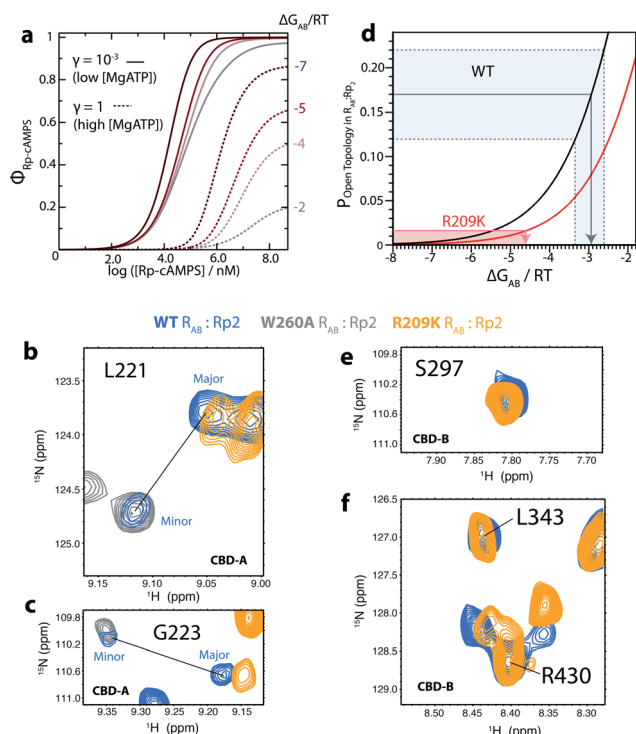 a
ΔG_AB/RT
γ = 10⁻³
(low [MgATP])
γ = 1
(high [MgATP])
-7
-5
-4
-2
Φ_Rp-cAMPS
1
0.8
0.6
0.4
0.2
0.0
2.0
4.0
6.0
8.0
log ([Rp-cAMPS] / nM)
d
WT
R209K
P_Open Topology in R_AB:Rp₂
0.20
0.15
0.10
0.05
0
-8
-7
-6
-5
-4
-3
-2
ΔG_AB / RT
WT R_AB : Rp2 W260A R_AB : Rp2 R209K R_AB : Rp2
b
L221
Major
Minor
CBD-A
¹⁵N (ppm)
123.5
124.0
124.5
125.0
9.15
9.10
9.05
9.00
¹H (ppm)
c
G223
Minor
Major
CBD-A
¹⁵N (ppm)
109.8
110.2
110.6
111.0
9.35
9.30
9.25
9.20
9.15
¹H (ppm)
e
S297
CBD-B
¹⁵N (ppm)
109.8
110.2
110.6
111.0
7.90
7.85
7.80
7.75
7.70
¹H (ppm)
f
L343
R430
CBD-B
¹⁵N (ppm)
126.5
127.0
127.5
128.0
128.5
129.0
8.50
8.45
8.40
8.35
8.30
¹H (ppm)